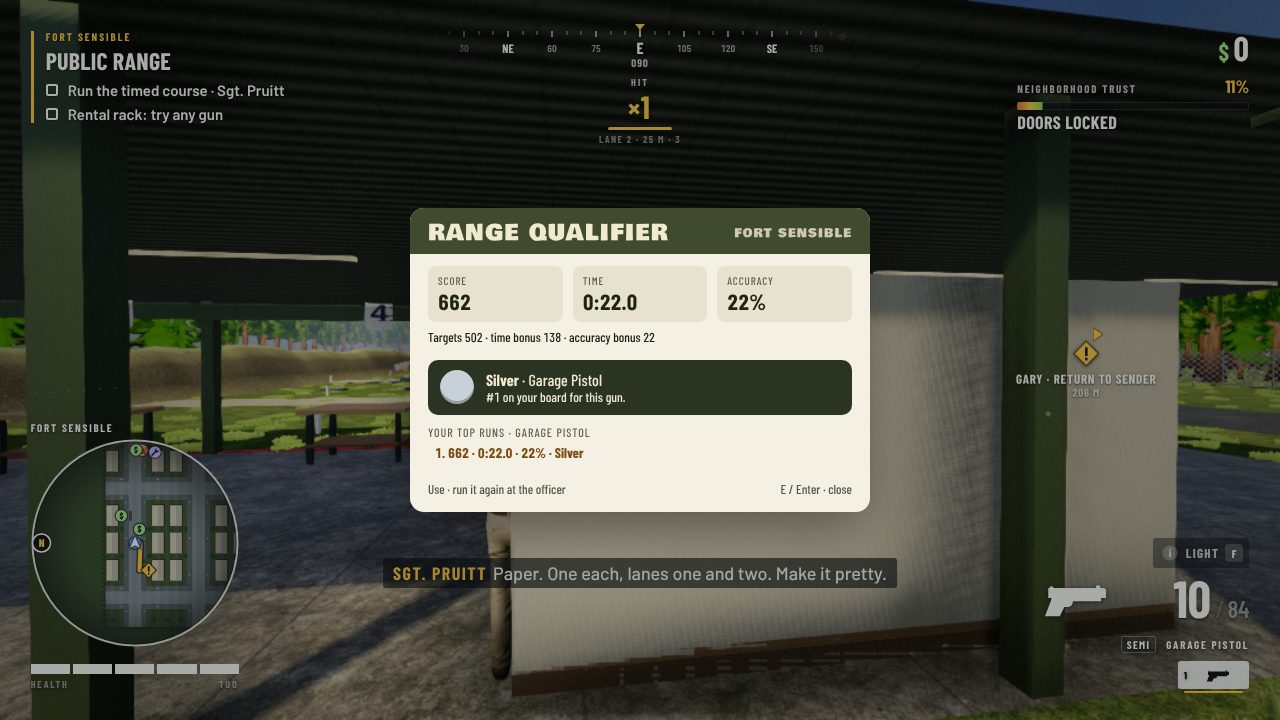 FORT SENSIBLE
PUBLIC RANGE
Run the timed course · Sgt. Pruitt
Rental rack: try any gun
30 NE 60 75 E 105 120 SE 150
090
HIT
×1
LANE 2 · 25 M · 3
$ 0
NEIGHBORHOOD TRUST 11%
DOORS LOCKED
RANGE QUALIFIER FORT SENSIBLE
SCORE TIME ACCURACY
662 0:22.0 22%
Targets 502 · time bonus 138 · accuracy bonus 22
Silver · Garage Pistol
#1 on your board for this gun.
YOUR TOP RUNS · GARAGE PISTOL
1. 662 · 0:22.0 · 22% · Silver
Use · run it again at the officer E / Enter · close
4
GARY · RETURN TO SENDER
206 M
FORT SENSIBLE
N
SGT. PRUITT Paper. One each, lanes one and two. Make it pretty.
LIGHT F
10 / 84
SEMI GARAGE PISTOL
1
HEALTH 100